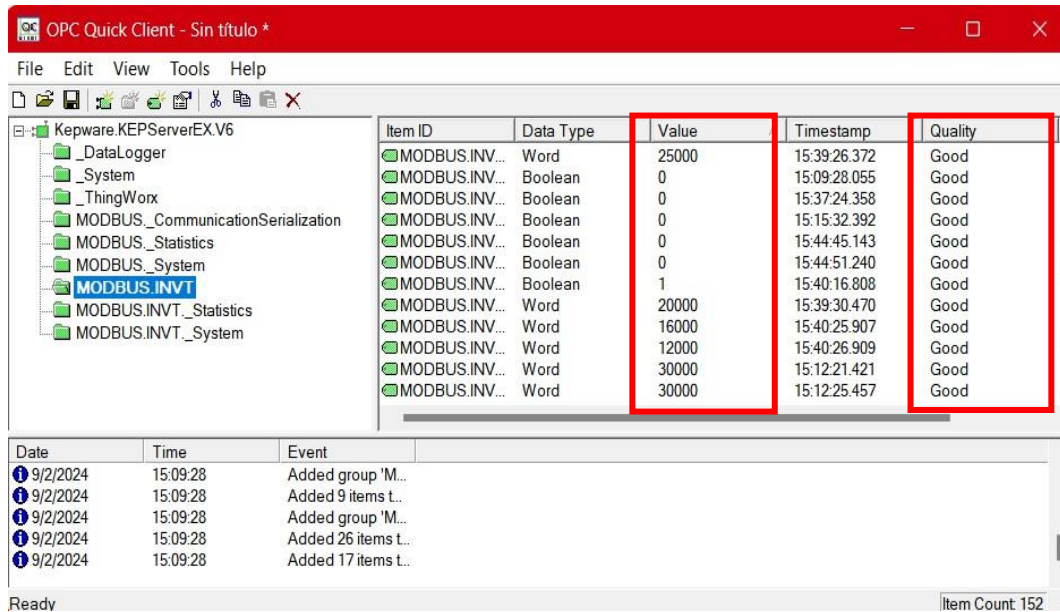 OPC Quick Client - Sin título *
File Edit View Tools Help
Kepware.KEPServerEX.V6
_DataLogger
_System
_ThingWorx
MODBUS._CommunicationSerialization
MODBUS._Statistics
MODBUS._System
MODBUS.INVT
MODBUS.INVT._Statistics
MODBUS.INVT._System
Item ID Data Type Value Timestamp Quality
MODBUS.INV... Word 25000 15:39:26.372 Good
MODBUS.INV... Boolean 0 15:09:28.055 Good
MODBUS.INV... Boolean 0 15:37:24.358 Good
MODBUS.INV... Boolean 0 15:15:32.392 Good
MODBUS.INV... Boolean 0 15:44:45.143 Good
MODBUS.INV... Boolean 0 15:44:51.240 Good
MODBUS.INV... Boolean 1 15:40:16.808 Good
MODBUS.INV... Word 20000 15:39:30.470 Good
MODBUS.INV... Word 16000 15:40:25.907 Good
MODBUS.INV... Word 12000 15:40:26.909 Good
MODBUS.INV... Word 30000 15:12:21.421 Good
MODBUS.INV... Word 30000 15:12:25.457 Good
Date Time Event
9/2/2024 15:09:28 Added group 'M...
9/2/2024 15:09:28 Added 9 items t...
9/2/2024 15:09:28 Added group 'M...
9/2/2024 15:09:28 Added 26 items t...
9/2/2024 15:09:28 Added 17 items t...
Ready Item Count: 152